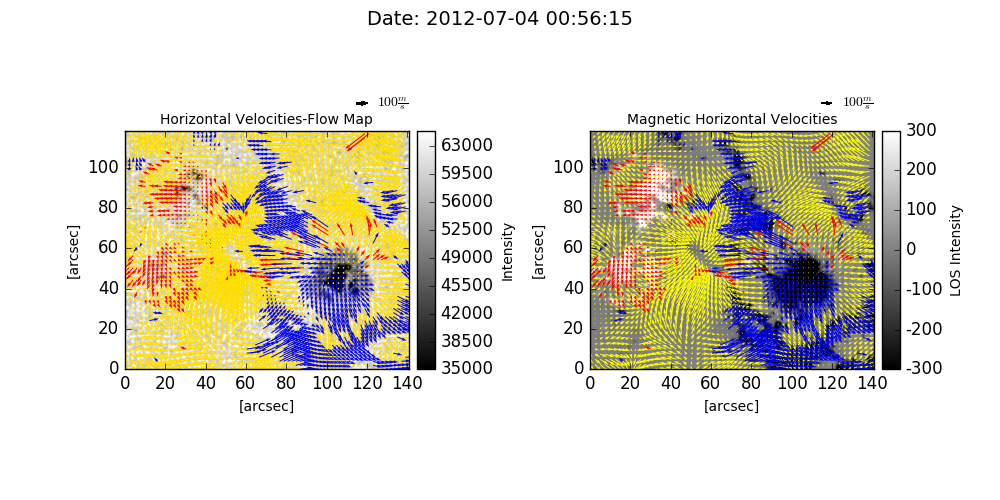 Date: 2012-07-04 00:56:15
100 m/s
100 m/s
Horizontal Velocities-Flow Map
Magnetic Horizontal Velocities
100
80
60
40
20
0
[arcsec]
0 20 40 60 80 100 120 140
[arcsec]
63000
59500
56000
52500
49000
45500
42000
38500
35000
Intensity
100
80
60
40
20
0
[arcsec]
0 20 40 60 80 100 120 140
[arcsec]
300
200
100
0
-100
-200
-300
LOS Intensity